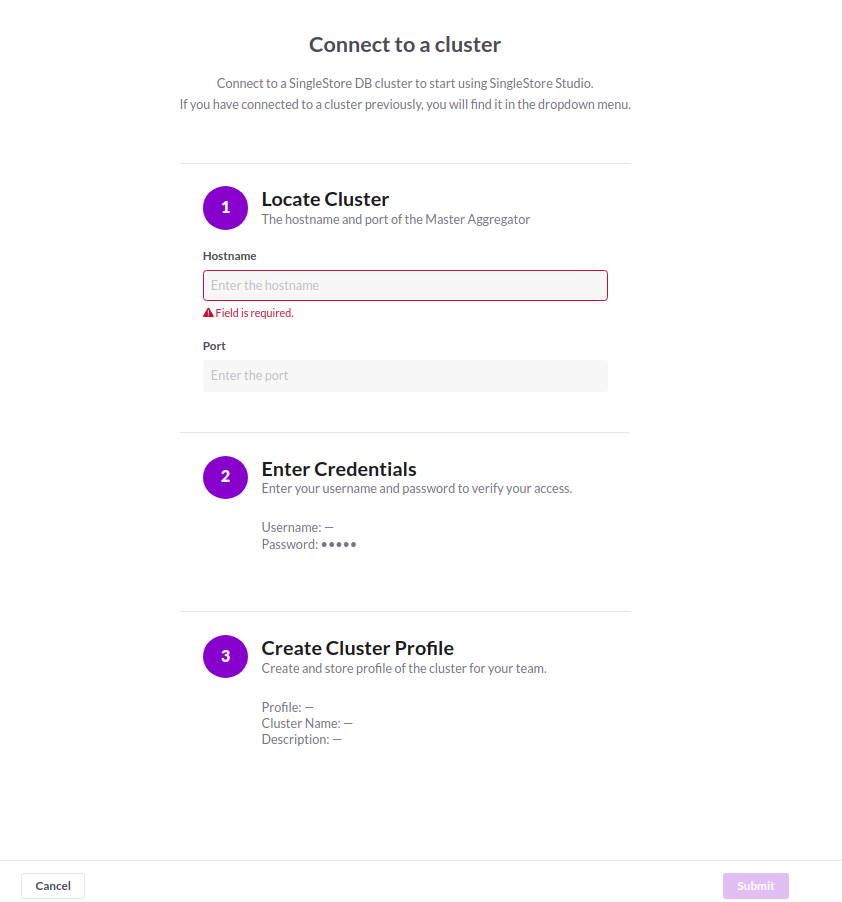 Connect to a cluster
Connect to a SingleStore DB cluster to start using SingleStore Studio.
If you have connected to a cluster previously, you will find it in the dropdown menu.
1
Locate Cluster
The hostname and port of the Master Aggregator
Hostname
Enter the hostname
Field is required.
Port
Enter the port
2
Enter Credentials
Enter your username and password to verify your access.
Username: —
Password: •••••
3
Create Cluster Profile
Create and store profile of the cluster for your team.
Profile: —
Cluster Name: —
Description: —
Cancel
Submit